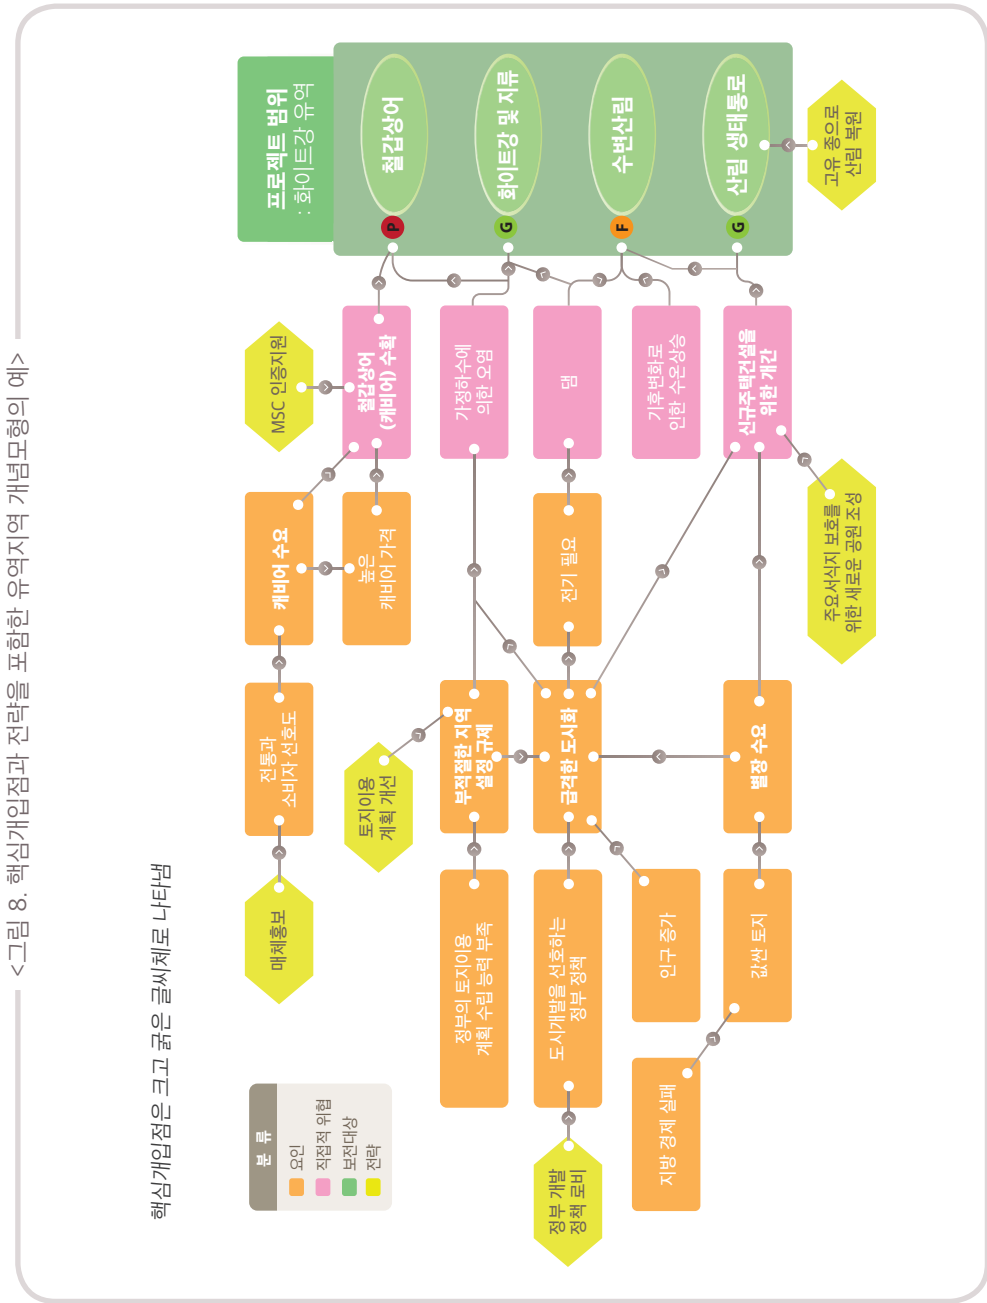 <그림 8. 핵심개입점과 전략을 포함한 유역지역 개념모형의 예>
핵심개입점은 크고 굵은 글씨체로 나타냄
분 류
요인
직접적 위협
보전대상
전략
매체홍보
전통과
소비자 선호도
캐비어 수요
MSC 인증지원
높은
캐비어 가격
철갑상어
(캐비어) 수확
프로젝트 범위
: 화이트강 유역
P
철갑상어
토지이용
계획 개선
정부의 토지이용
계획 수립 능력 부족
부적절한 지역
설정 규제
가정하수에
의한 오염
G
화이트강 및 지류
정부 개발
정책 로비
도시개발을 선호하는
정부 정책
급격한 도시화
전기 필요
댐
F
수변산림
지방 경제 실패
인구 증가
기후변화로
인한 수온상승
값싼 토지
별장 수요
신규주택건설을
위한 개간
G
산림 생태통로
주요서식지 보호를
위한 새로운 공원 조성
고유 종으로
산림 복원